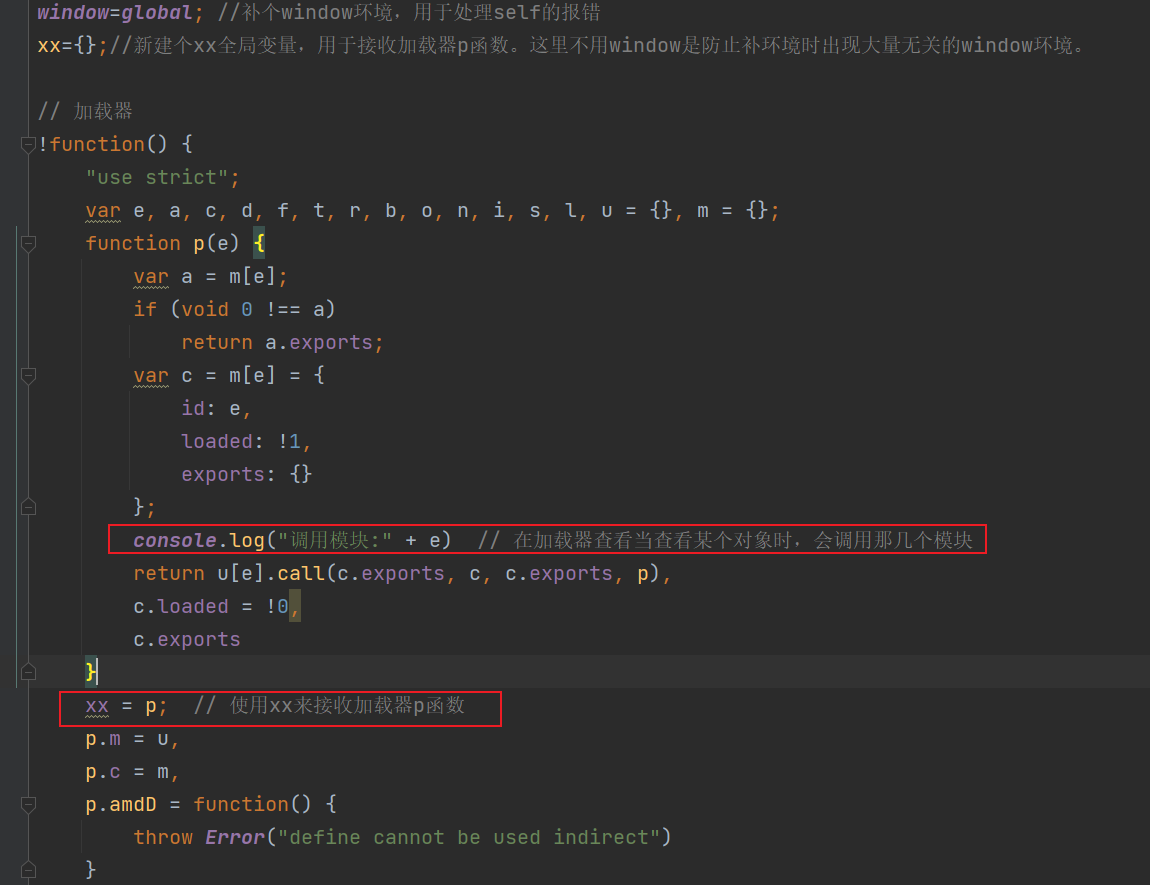 window=global; //补个window环境，用于处理self的报错
xx={};//新建个xx全局变量，用于接收加载器p函数。这里不用window是防止补环境时出现大量无关的window环境。
// 加载器
!function() {
"use strict";
var e, a, c, d, f, t, r, b, o, n, i, s, l, u = {}, m = {};
function p(e) {
var a = m[e];
if (void 0 !== a)
return a.exports;
var c = m[e] = {
id: e,
loaded: !1,
exports: {}
};
console.log("调用模块:" + e)  // 在加载器查看当查看某个对象时，会调用那几个模块
return u[e].call(c.exports, c, c.exports, p),
c.loaded = !0,
c.exports
}
xx = p;  // 使用xx来接收加载器p函数
p.m = u,
p.c = m,
p.amdD = function() {
throw Error("define cannot be used indirect")
}